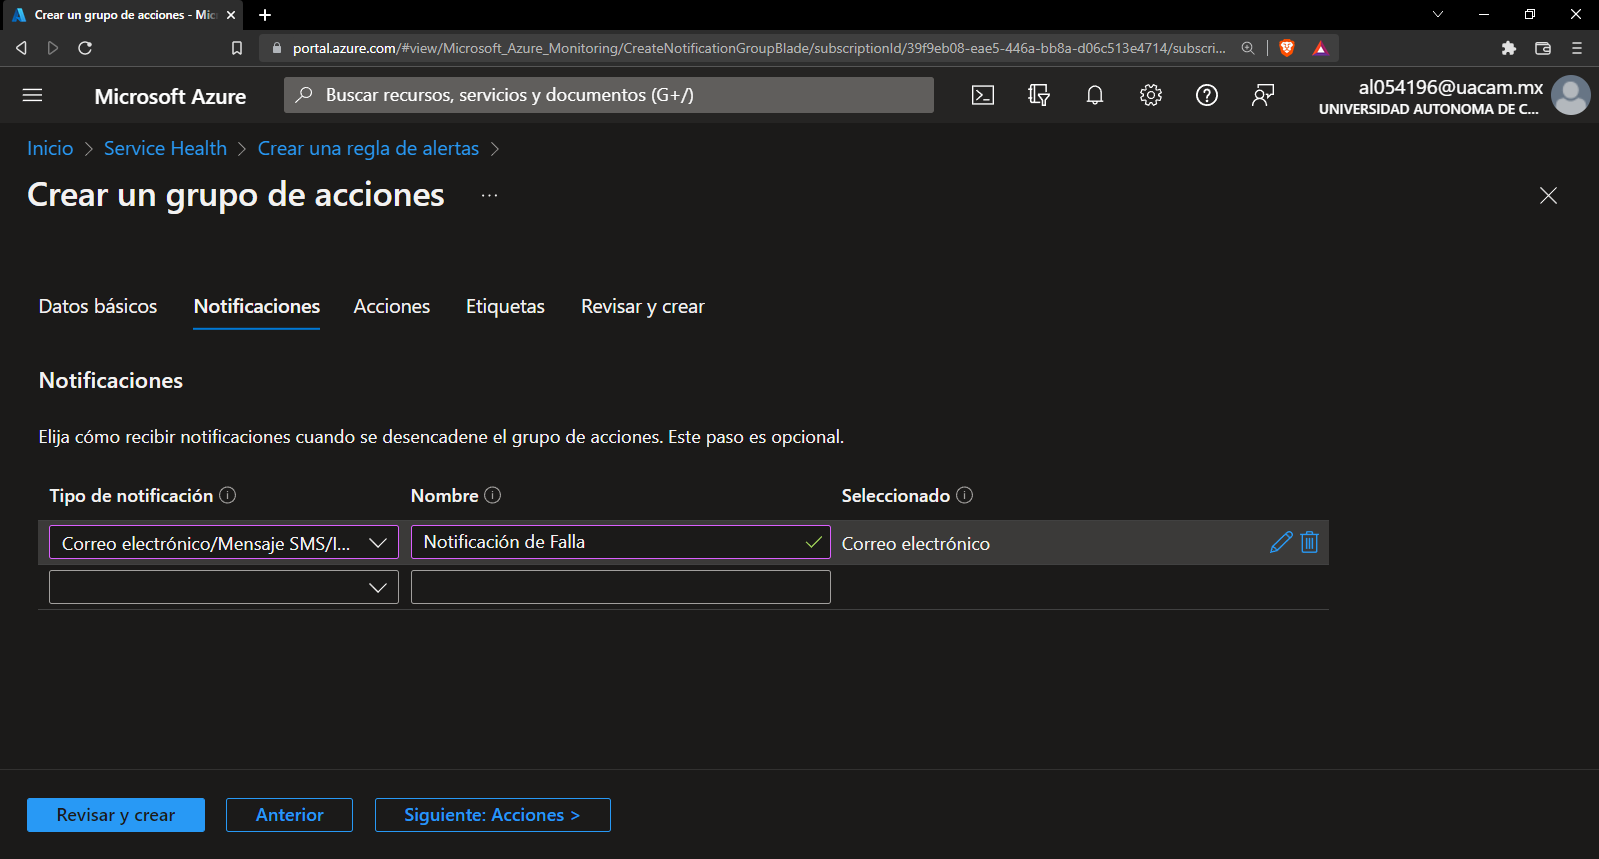 Crear un grupo de acciones - Mic
portal.azure.com/#view/Microsoft_Azure_Monitoring/CreateNotificationGroupBlade/subscriptionId/39f9eb08-eae5-446a-bb8a-d06c513e4714/subscri...
Microsoft Azure
Buscar recursos, servicios y documentos (G+/)
al054196@uacam.mx
UNIVERSIDAD AUTONOMA DE C...
Inicio > Service Health > Crear una regla de alertas >
Crear un grupo de acciones ...
Datos básicos Notificaciones Acciones Etiquetas Revisar y crear
Notificaciones
Elija cómo recibir notificaciones cuando se desencadene el grupo de acciones. Este paso es opcional.
Tipo de notificación Nombre Seleccionado
Correo electrónico/Mensaje SMS/I... Notificación de Falla Correo electrónico
Revisar y crear Anterior Siguiente: Acciones >